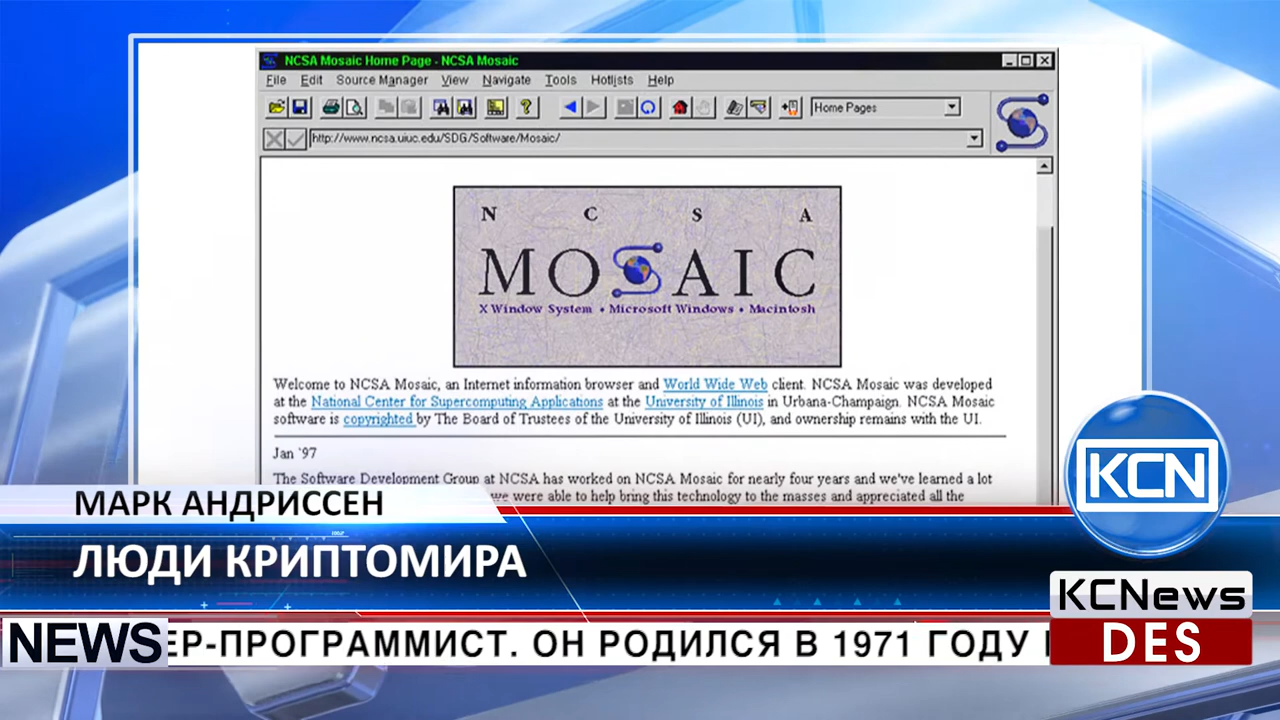 NCSA Mosaic Home Page - NCSA Mosaic
File Edit Source Manager View Navigate Tools Hotlists Help
Home Pages
http://www.ncsa.uiuc.edu/SDG/Software/Mosaic/
N C S A
MOSAIC
X Window System • Microsoft Windows • Macintosh
Welcome to NCSA Mosaic, an Internet information browser and World Wide Web client. NCSA Mosaic was developed
at the National Center for Supercomputing Applications at the University of Illinois in Urbana-Champaign. NCSA Mosaic
software is copyrighted by The Board of Trustees of the University of Illinois (UI), and ownership remains with the UI.
Jan '97
The Software Development Group at NCSA has worked on NCSA Mosaic for nearly four years and we've learned a lot
we were able to help bring this technology to the masses and appreciated all the
KCN
МАРК АНДРИССЕН
ЛЮДИ КРИПТОМИРА
KCNews
DES
NEWS
ЕР-ПРОГРАММИСТ. ОН РОДИЛСЯ В 1971 ГОДУ